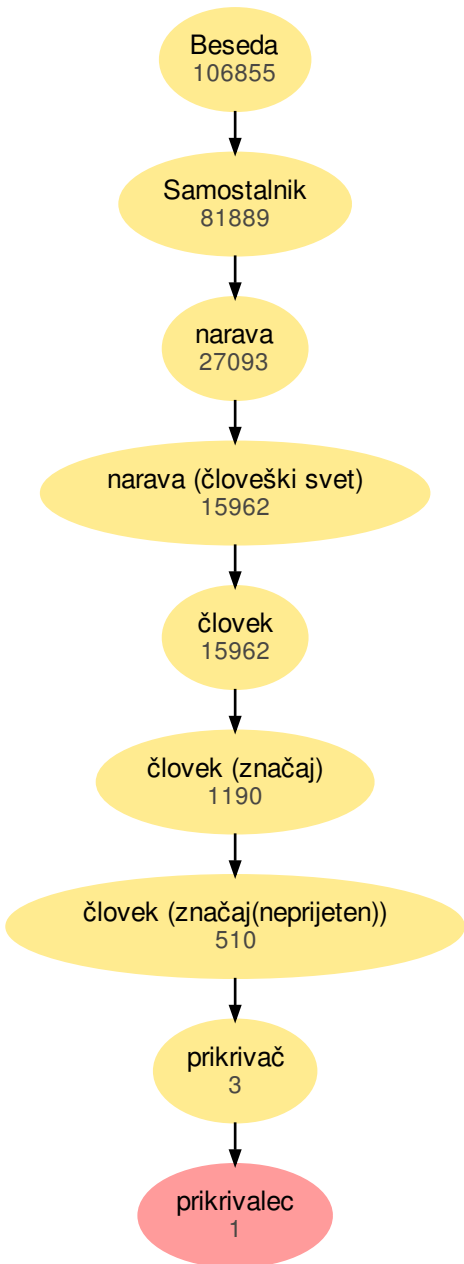 Beseda
106855
Samostalnik
81889
narava
27093
narava (človeški svet)
15962
človek
15962
človek (značaj)
1190
človek (značaj(neprijeten))
510
prikrivač
3
prikrivalec
1